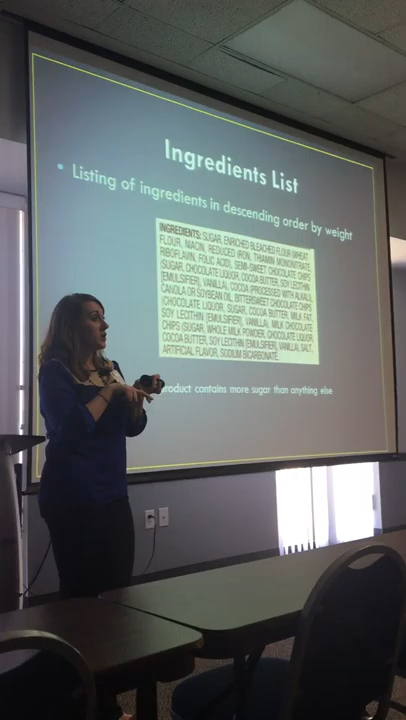 Ingredients List
• Listing of ingredients in descending order by weight
INGREDIENTS: SUGAR, ENRICHED BLEACHED FLOUR (WHEAT
FLOUR, NIACIN, REDUCED IRON, THIAMIN MONONITRATE,
RIBOFLAVIN, FOLIC ACID), SEMI-SWEET CHOCOLATE CHIPS
(SUGAR, CHOCOLATE LIQUOR, COCOA BUTTER, SOY LECITHIN
(EMULSIFIER), VANILLA), COCOA (PROCESSED WITH ALKALI),
CANOLA OR SOYBEAN OIL, BITTERSWEET CHOCOLATE CHIPS
(CHOCOLATE LIQUOR, SUGAR, COCOA BUTTER, MILK FAT,
SOY LECITHIN (EMULSIFIER), VANILLA), MILK CHOCOLATE
CHIPS (SUGAR, WHOLE MILK POWDER, CHOCOLATE LIQUOR,
COCOA BUTTER, SOY LECITHIN (EMULSIFIER), VANILLA), SALT,
ARTIFICIAL FLAVOR, SODIUM BICARBONATE.
product contains more sugar than anything else